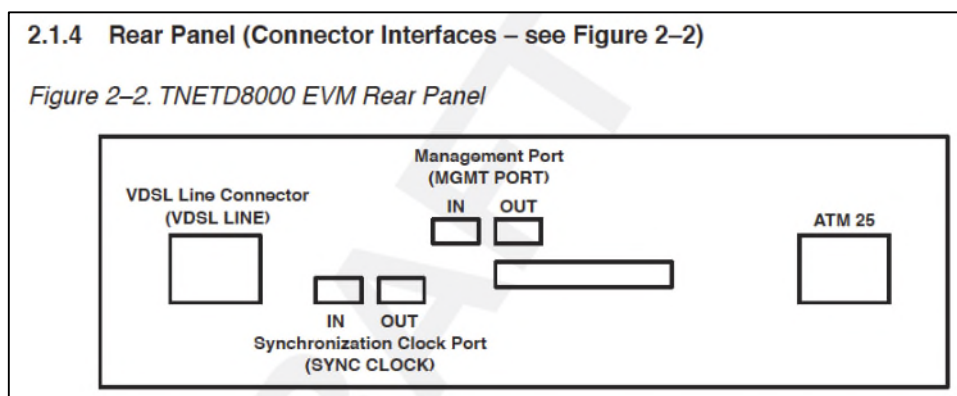 2.1.4 Rear Panel (Connector Interfaces – see Figure 2–2)
Figure 2–2. TNETD8000 EVM Rear Panel
Management Port
(MGMT PORT)
IN OUT
VDSL Line Connector
(VDSL LINE)
ATM 25
IN OUT
Synchronization Clock Port
(SYNC CLOCK)